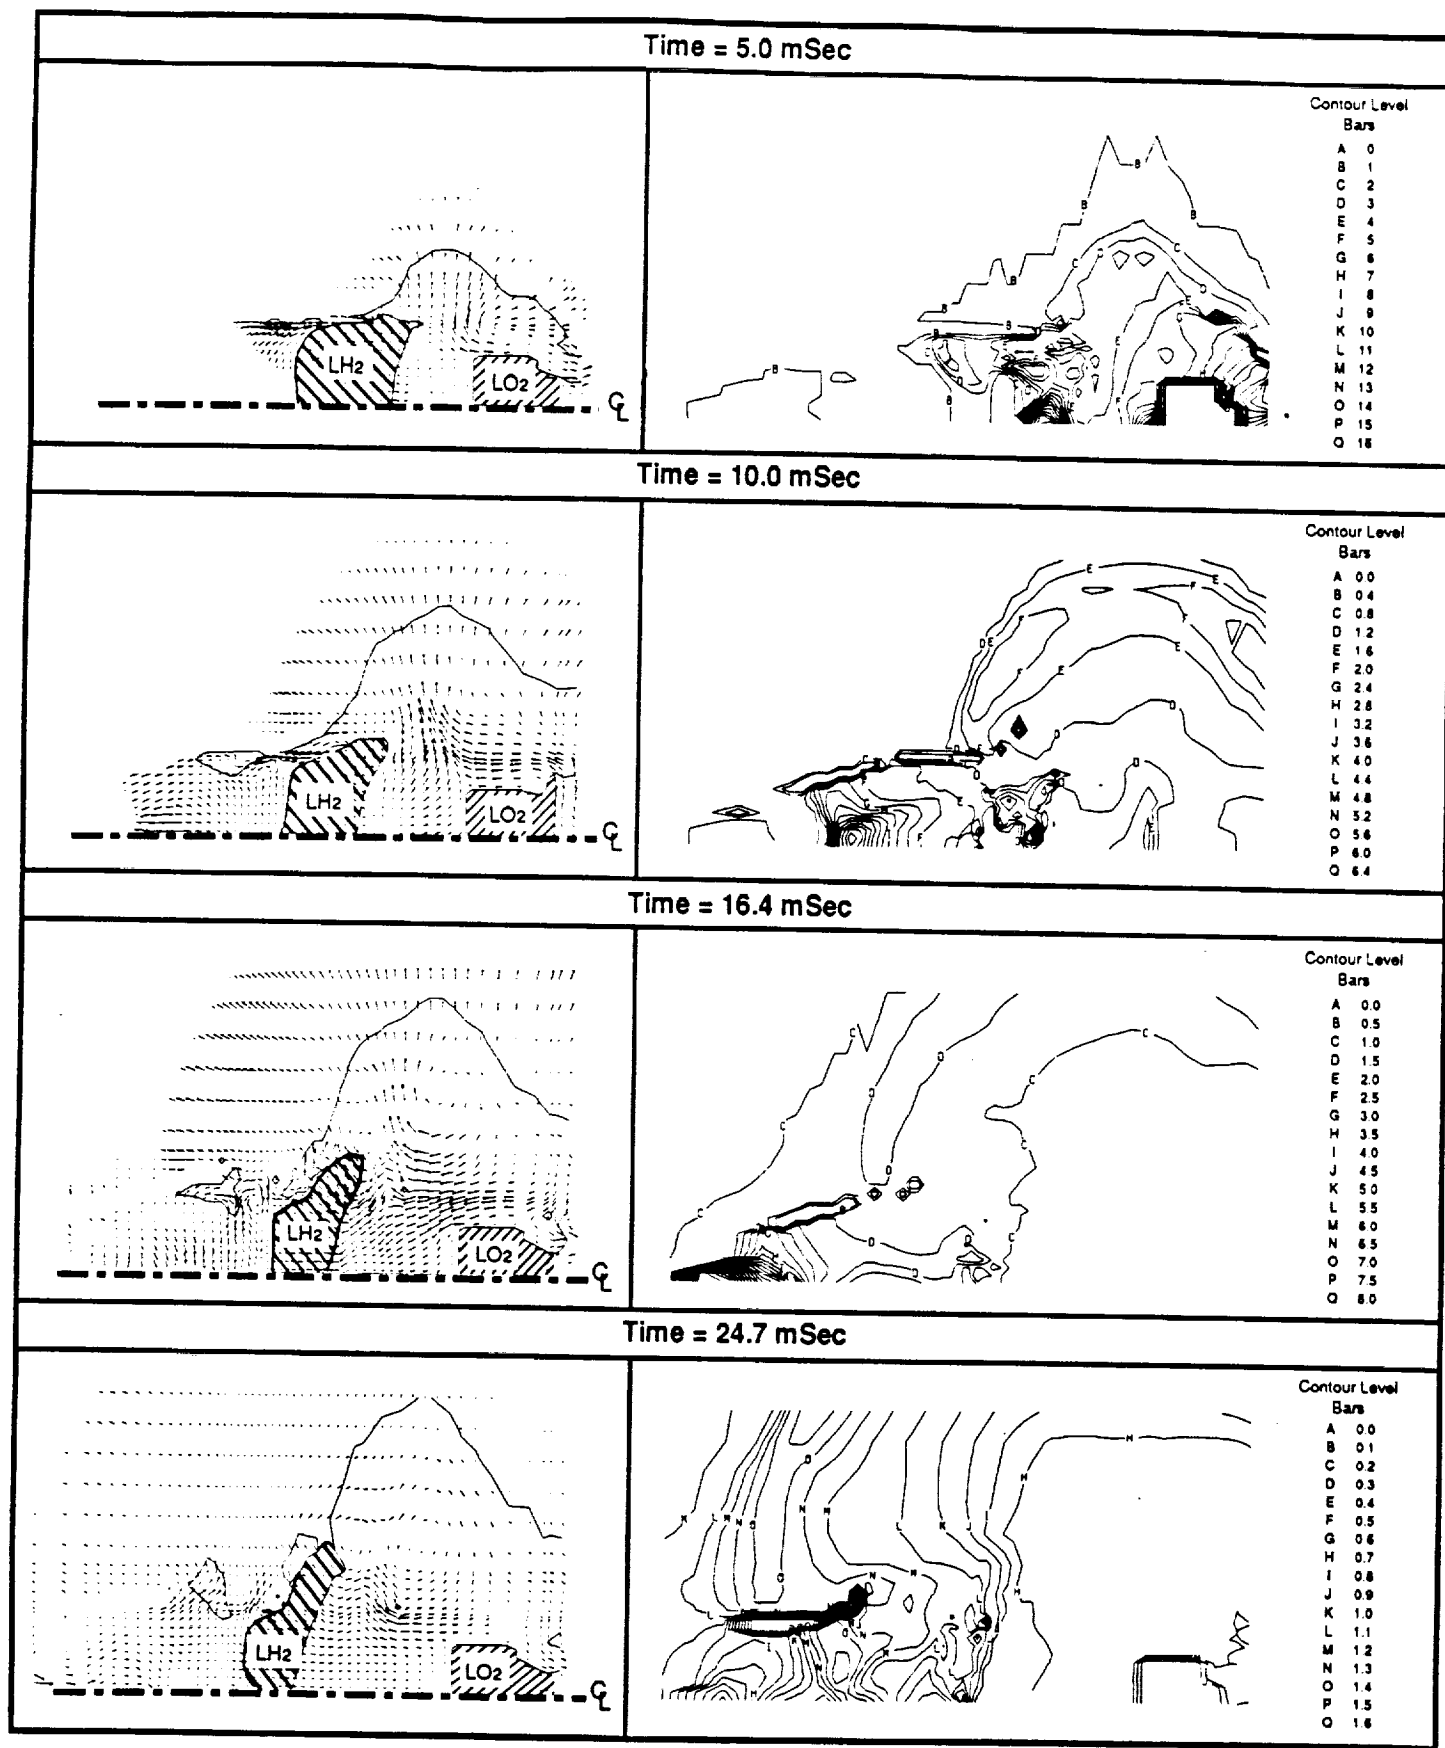 Time = 5.0 mSec
LH2
LO2
CL
Contour Level
Bars
A 0
B 1
C 2
D 3
E 4
F 5
G 6
H 7
I 8
J 9
K 10
L 11
M 12
N 13
O 14
P 15
Q 16
Time = 10.0 mSec
LH2
LO2
CL
Contour Level
Bars
A 0.0
B 0.4
C 0.8
D 1.2
E 1.6
F 2.0
G 2.4
H 2.8
I 3.2
J 3.6
K 4.0
L 4.4
M 4.8
N 5.2
O 5.6
P 6.0
Q 6.4
Time = 16.4 mSec
LH2
LO2
CL
Contour Level
Bars
A 0.0
B 0.5
C 1.0
D 1.5
E 2.0
F 2.5
G 3.0
H 3.5
I 4.0
J 4.5
K 5.0
L 5.5
M 6.0
N 6.5
O 7.0
P 7.5
Q 8.0
Time = 24.7 mSec
LH2
LO2
CL
Contour Level
Bars
A 0.0
B 0.1
C 0.2
D 0.3
E 0.4
F 0.5
G 0.6
H 0.7
I 0.8
J 0.9
K 1.0
L 1.1
M 1.2
N 1.3
O 1.4
P 1.5
Q 1.6